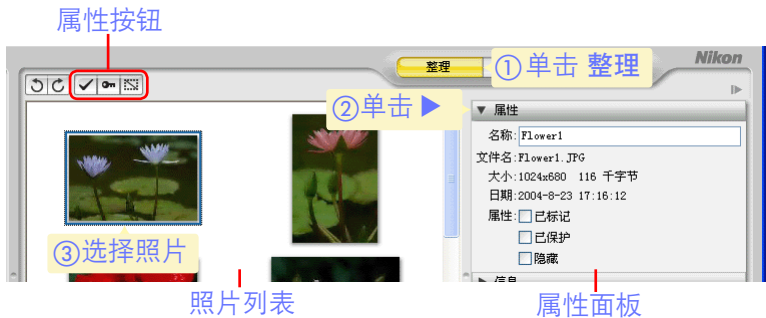 属性按钮
Nikon
整理
①单击 整理
②单击 ▶
▼ 属性
名称: Flower1
文件名:Flower1.JPG
大小:1024x680 116 千字节
日期:2004-8-23 17:16:12
属性: 已标记
已保护
隐藏
③选择照片
▶ 信息
照片列表
属性面板